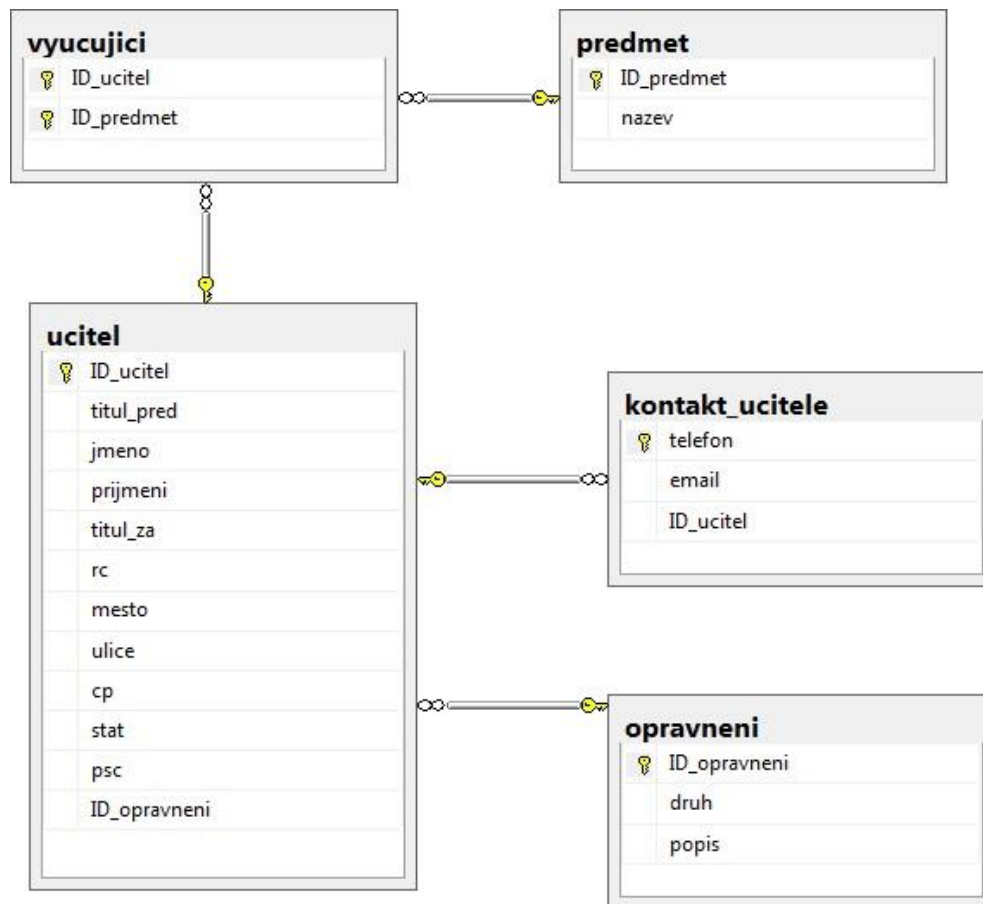 vyucujici
ID_ucitel
ID_predmet
predmet
ID_predmet
nazev
ucitel
ID_ucitel
titul_pred
jmeno
prijmeni
titul_za
rc
mesto
ulice
cp
stat
psc
ID_opravneni
kontakt_ucitele
telefon
email
ID_ucitel
opravneni
ID_opravneni
druh
popis